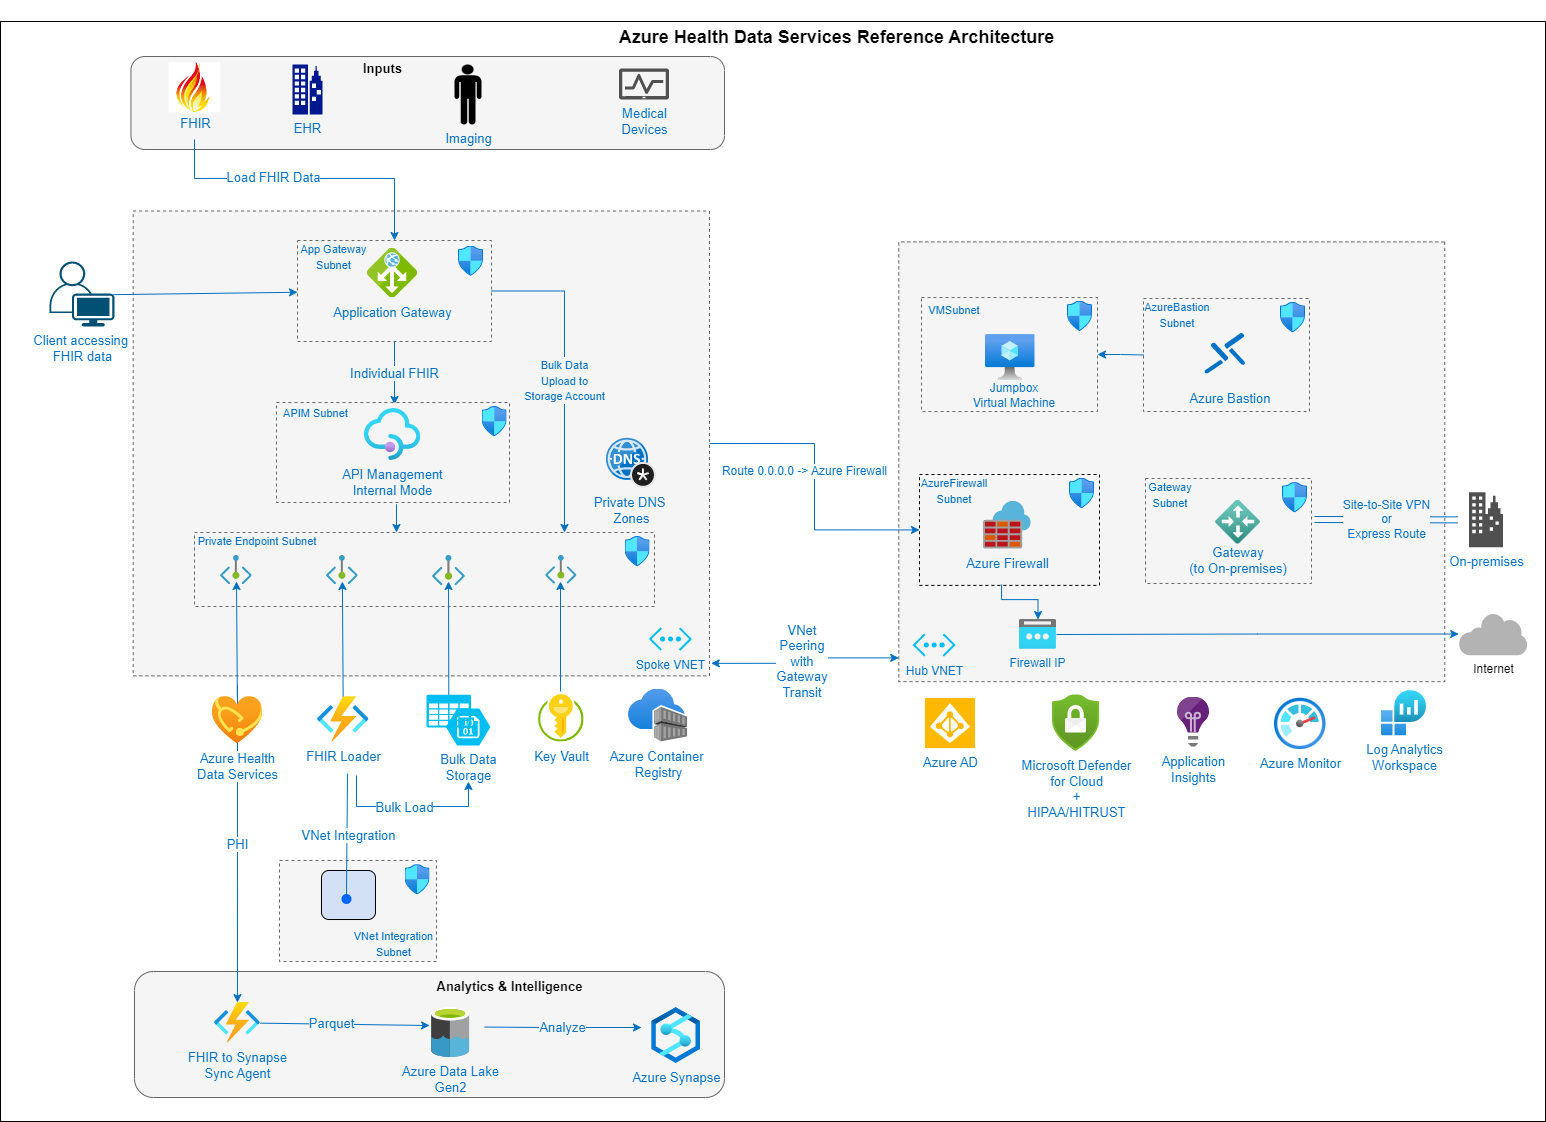 Azure Health Data Services Reference Architecture
Inputs
FHIR
EHR
Imaging
Medical
Devices
Load FHIR Data
App Gateway
Subnet
Application Gateway
Client accessing
FHIR data
Individual FHIR
Bulk Data
Upload to
Storage Account
APIM Subnet
API Management
Internal Mode
DNS
Private DNS
Zones
Private Endpoint Subnet
Spoke VNET
Route 0.0.0.0 -> Azure Firewall
VNet
Peering
with
Gateway
Transit
VMSubnet
Jumpbox
Virtual Machine
AzureBastion
Subnet
Azure Bastion
AzureFirewall
Subnet
Azure Firewall
Gateway
Subnet
Gateway
(to On-premises)
Site-to-Site VPN
or
Express Route
On-premises
Firewall IP
Hub VNET
Internet
Azure Health
Data Services
FHIR Loader
10
01
Bulk Data
Storage
Key Vault
Azure Container
Registry
Azure AD
Microsoft Defender
for Cloud
+
HIPAA/HITRUST
Application
Insights
Azure Monitor
Log Analytics
Workspace
Bulk Load
VNet Integration
PHI
VNet Integration
Subnet
Analytics & Intelligence
FHIR to Synapse
Sync Agent
Parquet
Azure Data Lake
Gen2
Analyze
Azure Synapse